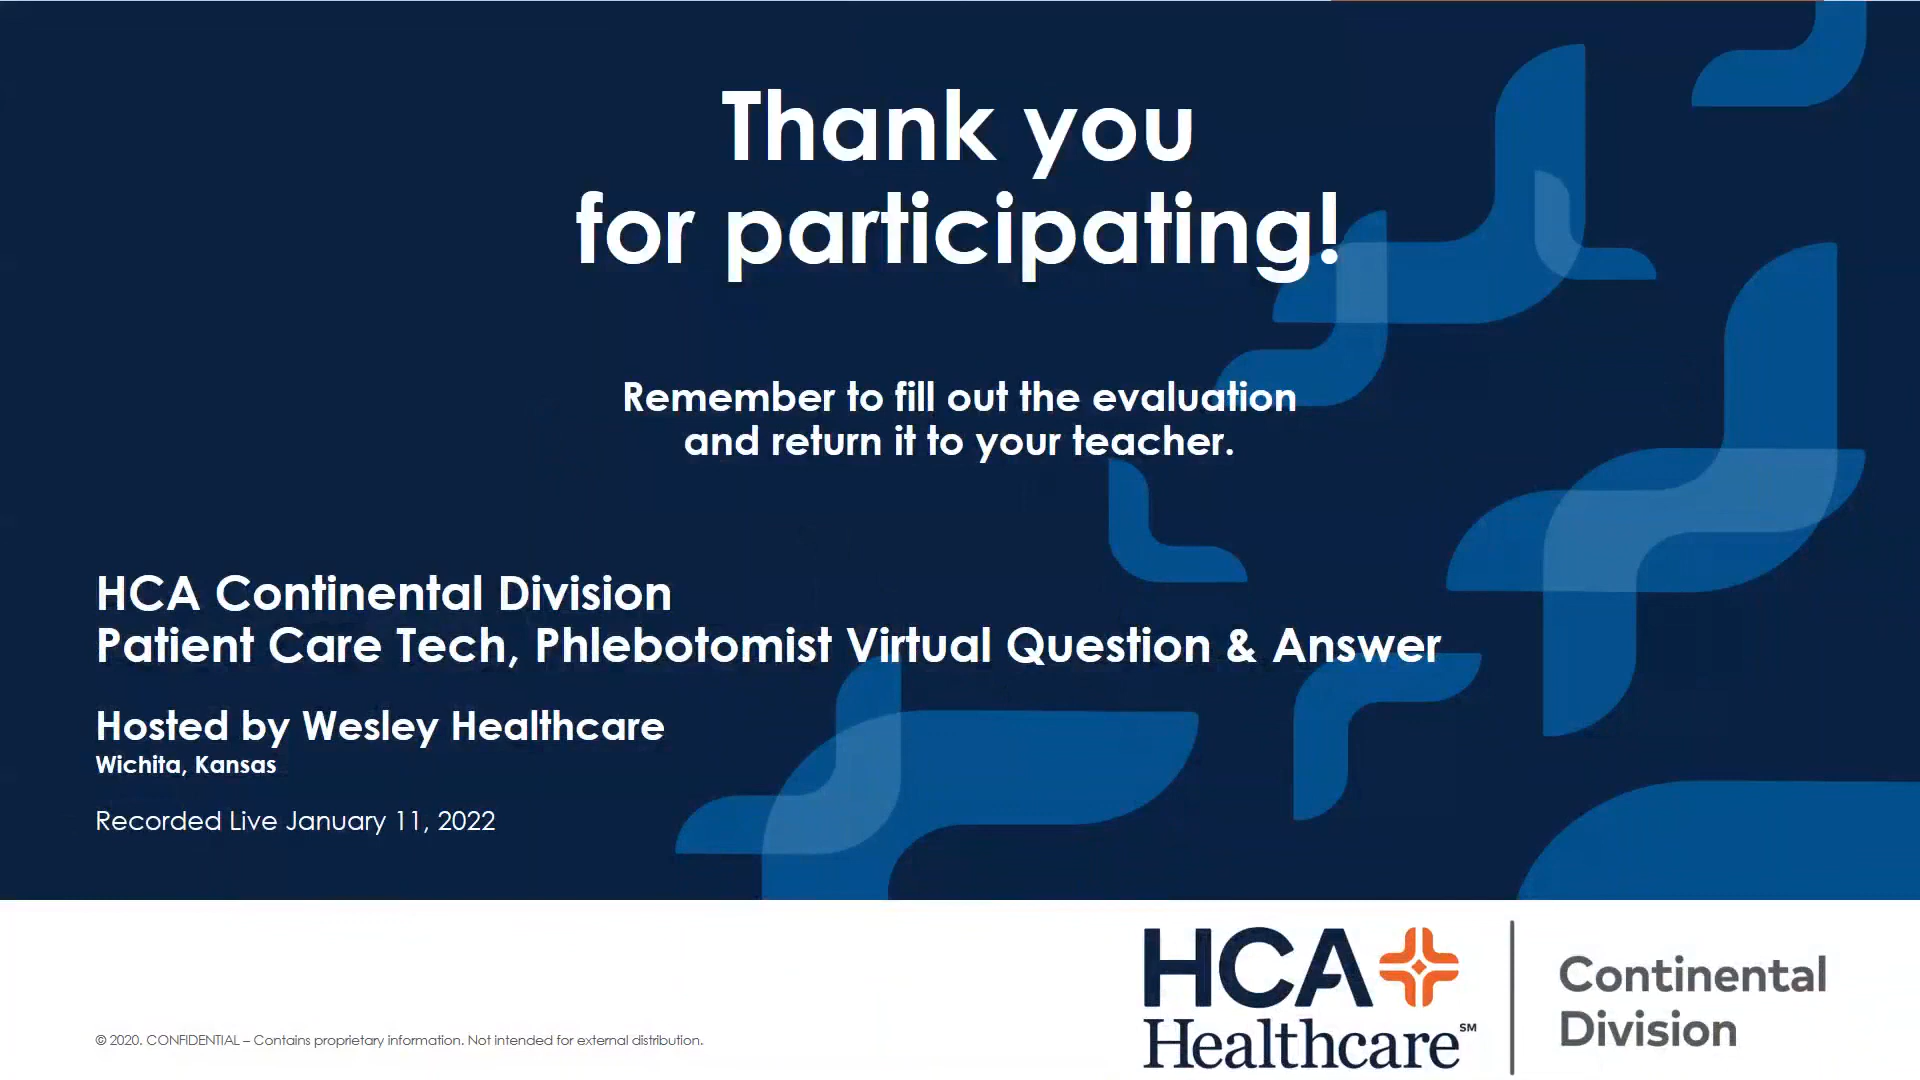 Thank you
for participating!
Remember to fill out the evaluation
and return it to your teacher.
HCA Continental Division
Patient Care Tech, Phlebotomist Virtual Question & Answer
Hosted by Wesley Healthcare
Wichita, Kansas
Recorded Live January 11, 2022
© 2020. CONFIDENTIAL – Contains proprietary information. Not intended for external distribution.
HCA
Healthcare℠
Continental
Division